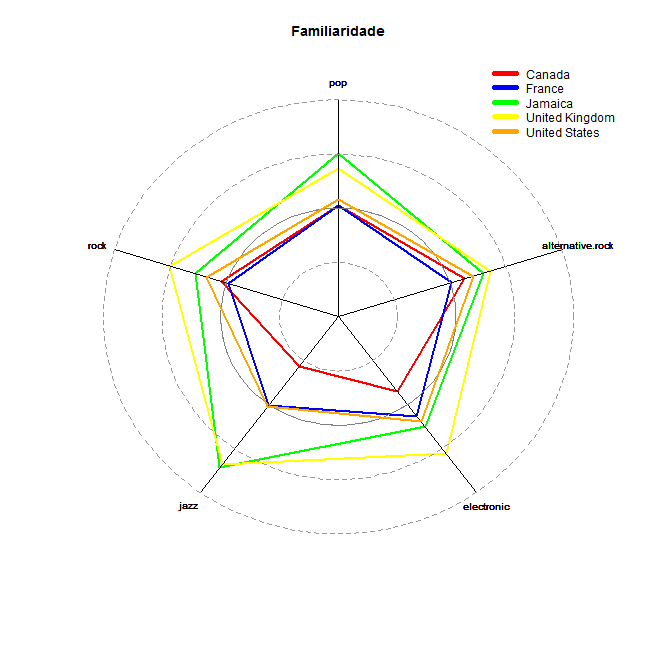 Familiaridade
Canada
France
Jamaica
United Kingdom
United States
pop
rock
alternative.rock
jazz
electronic